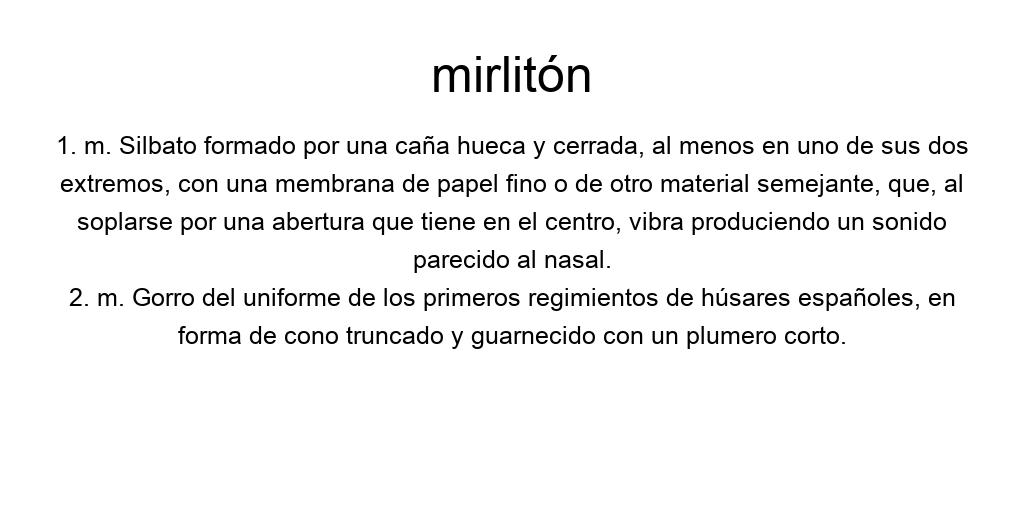 mirlitón
1. m. Silbato formado por una caña hueca y cerrada, al menos en uno de sus dos
extremos, con una membrana de papel fino o de otro material semejante, que, al
soplarse por una abertura que tiene en el centro, vibra produciendo un sonido
parecido al nasal.
2. m. Gorro del uniforme de los primeros regimientos de húsares españoles, en
forma de cono truncado y guarnecido con un plumero corto.